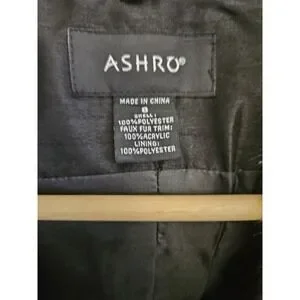 ASHRO®
MADE IN CHINA
8
SHELL:
100%POLYESTER
FAUX FUR TRIM:
100%ACRYLIC
LINING:
100%POLYESTER